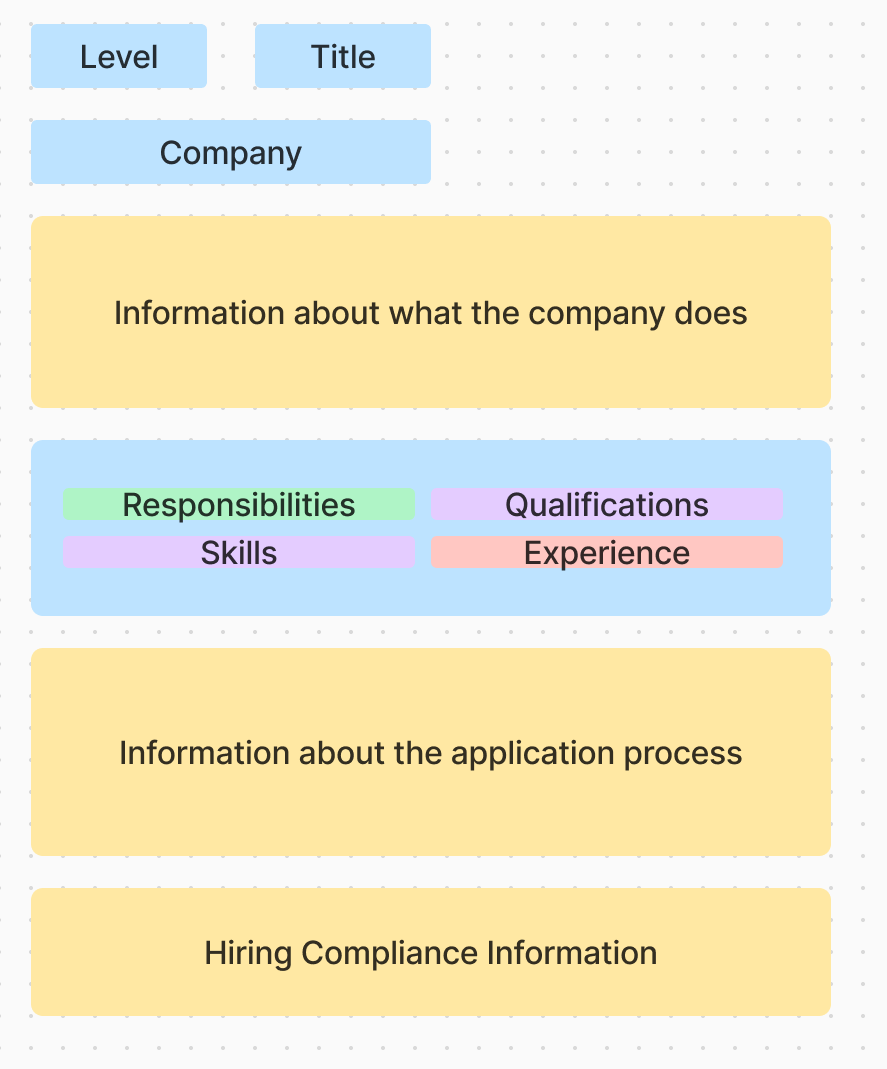 Level
Title
Company
Information about what the company does
Responsibilities
Qualifications
Skills
Experience
Information about the application process
Hiring Compliance Information